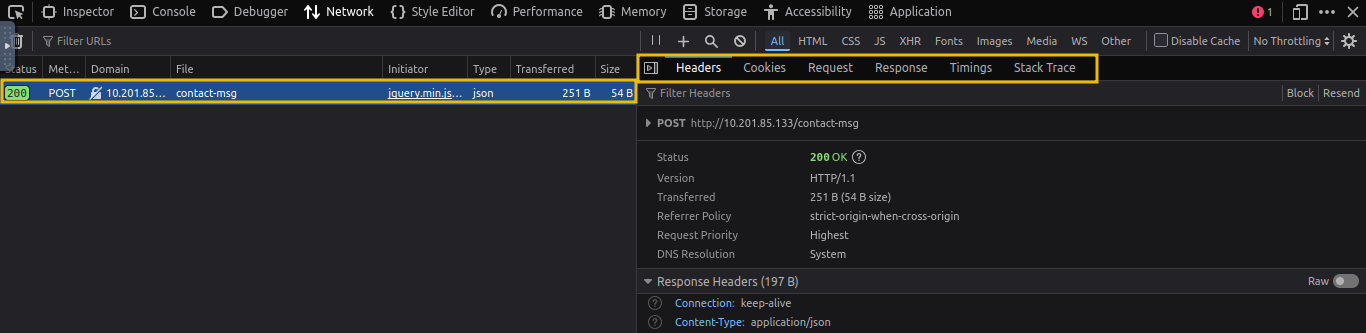 Inspector Console Debugger Network Style Editor Performance Memory Storage Accessibility Application 1
Filter URLs
All HTML CSS JS XHR Fonts Images Media WS Other Disable Cache No Throttling
Status Met... Domain File Initiator Type Transferred Size
200 POST 10.201.85... contact-msg jquery.min.js... json 251 B 54 B
Headers Cookies Request Response Timings Stack Trace
Filter Headers Block Resend
POST http://10.201.85.133/contact-msg
Status 200 OK ?
Version HTTP/1.1
Transferred 251 B (54 B size)
Referrer Policy strict-origin-when-cross-origin
Request Priority Highest
DNS Resolution System
Response Headers (197 B) Raw
? Connection: keep-alive
? Content-Type: application/json